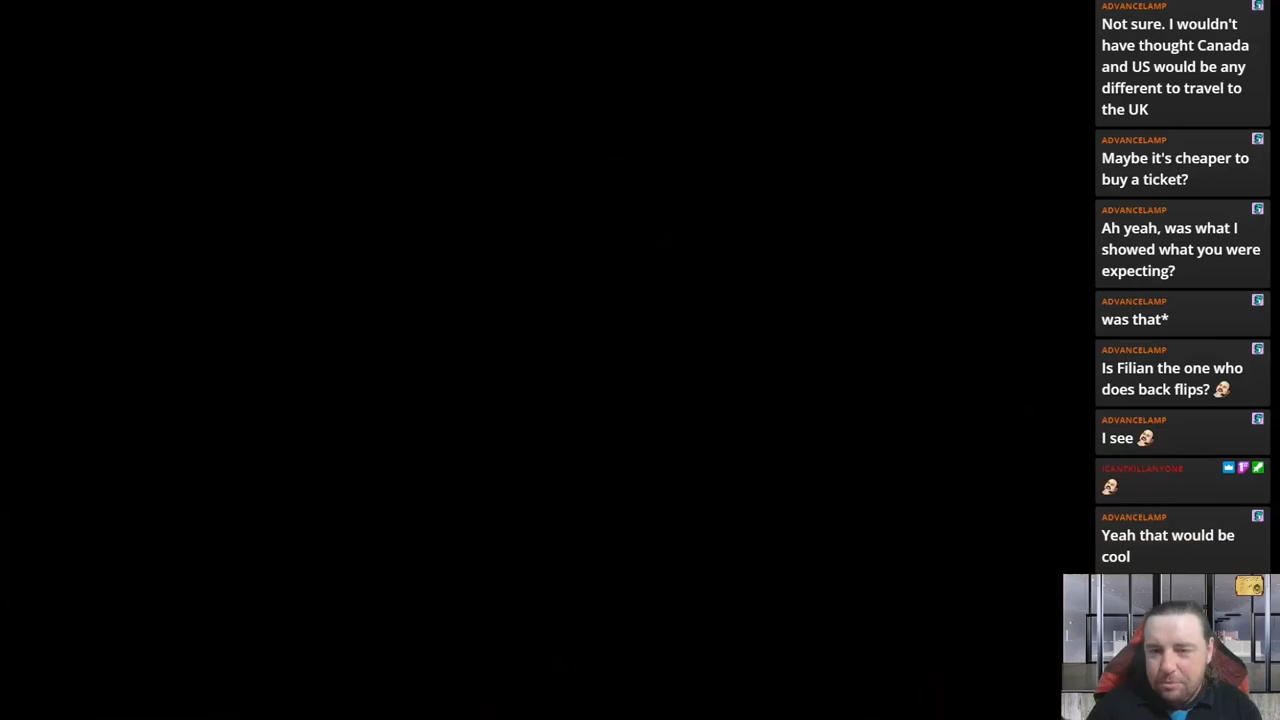 ADVANCELAMP
Not sure. I wouldn't
have thought Canada
and US would be any
different to travel to
the UK
ADVANCELAMP
Maybe it's cheaper to
buy a ticket?
ADVANCELAMP
Ah yeah, was what I
showed what you were
expecting?
ADVANCELAMP
was that*
ADVANCELAMP
Is Filian the one who
does back flips?
ADVANCELAMP
I see
ICANTKILLANYONE
ADVANCELAMP
Yeah that would be
cool